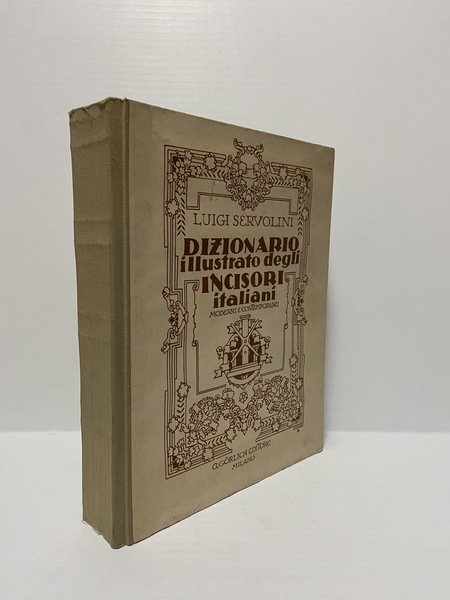 LUIGI SERVOLINI
DIZIONARIO
illustrato degli
INCISORI
italiani
MODERNI E CONTEMPORANEI
G. GÖRLICH EDITORE
MILANO